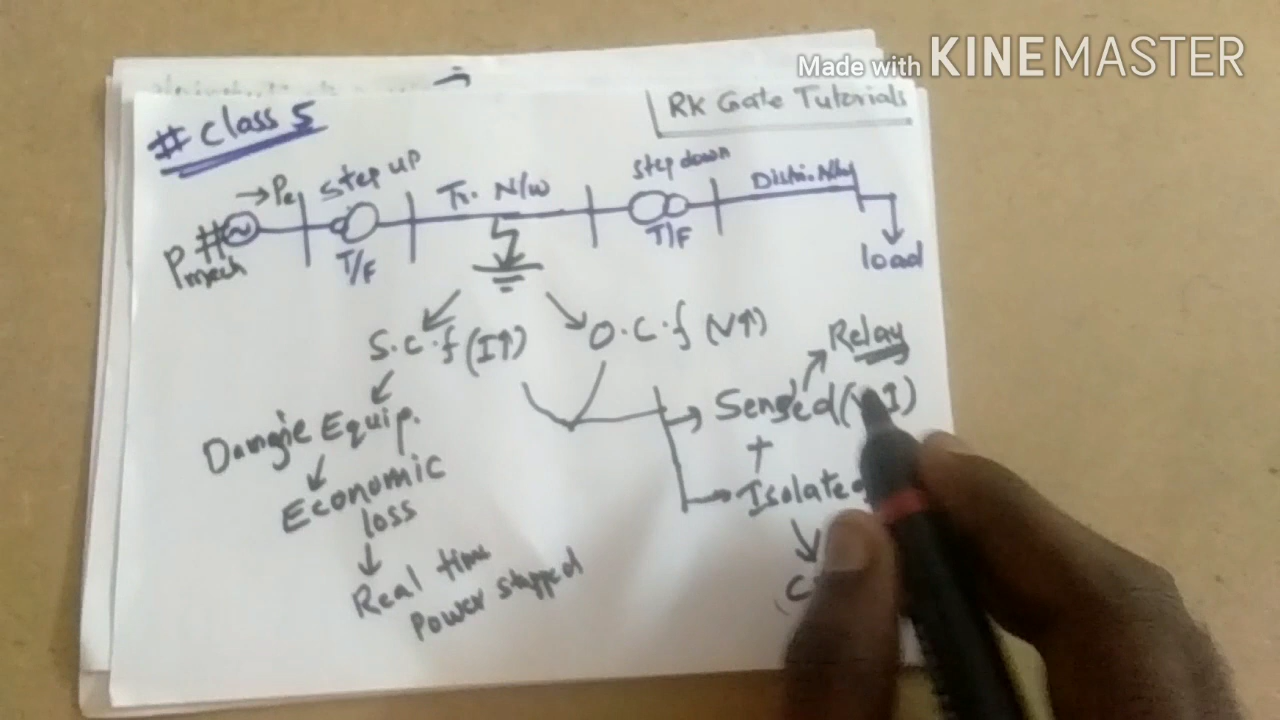 Made with KINEMASTER
RK Gate Tutorials
# Class 5
→ Pe
Step up
Tr. N/w
step down
Distri. N/w
Pmech
T/F
T/F
load
S.C.f (I↑)
O.C.f (V↑)
Relay
Sensed (
I)
+
Isolated
Damgie Equip.
Economic
loss
Real time
Power stopped